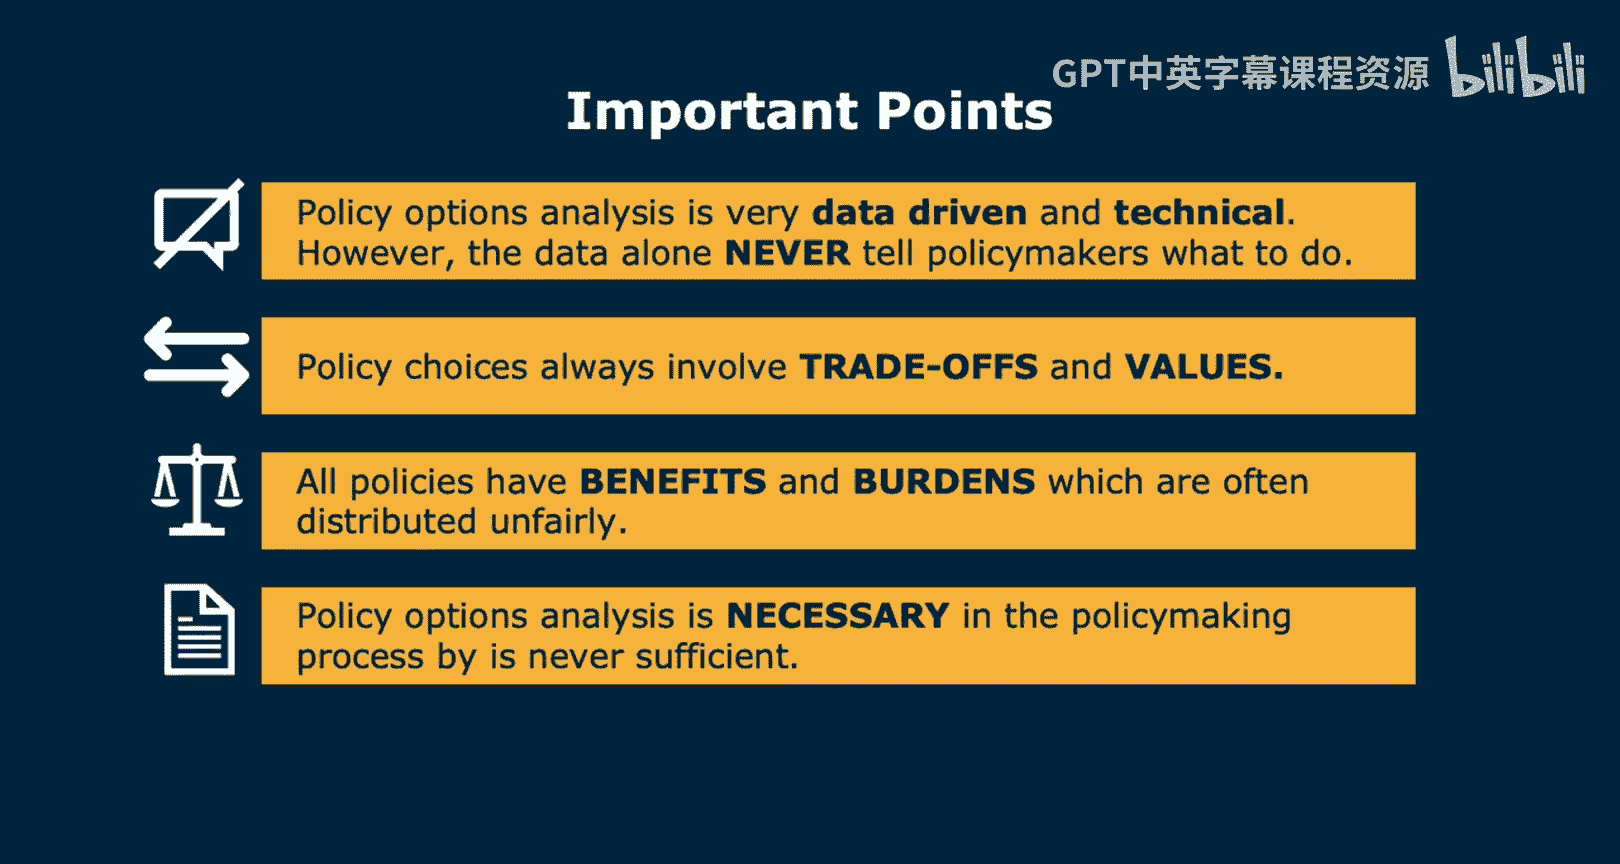 GPT中英字幕课程资源 bilibili
Important Points
Policy options analysis is very data driven and technical.
However, the data alone NEVER tell policymakers what to do.
Policy choices always involve TRADE-OFFS and VALUES.
All policies have BENEFITS and BURDENS which are often
distributed unfairly.
Policy options analysis is NECESSARY in the policymaking
process by is never sufficient.